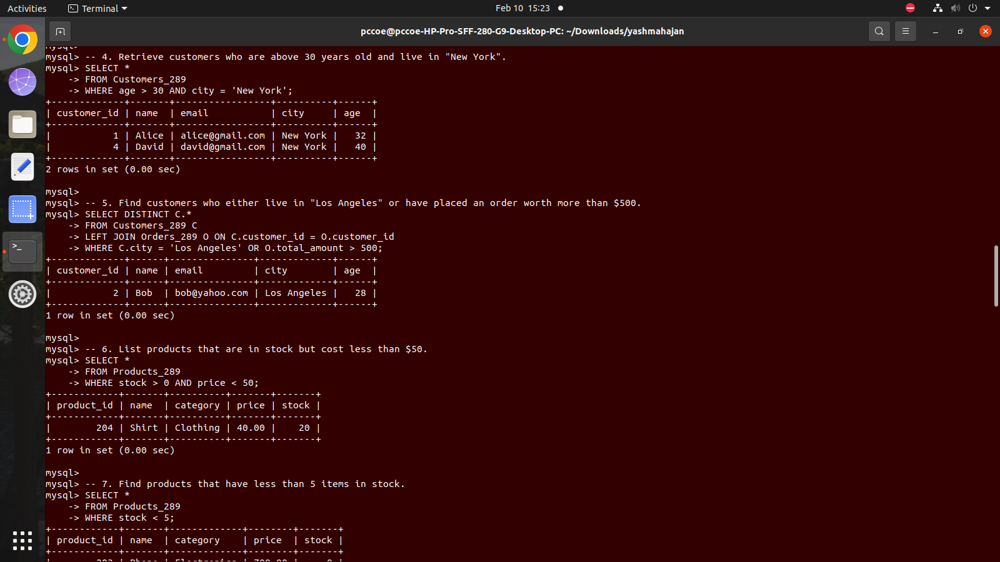 Activities
Terminal
Feb 10 15:23
pccoe@pccoe-HP-Pro-SFF-280-G9-Desktop-PC: ~/Downloads/yashmahajan
mysql>
mysql> -- 4. Retrieve customers who are above 30 years old and live in "New York".
mysql> SELECT *
    -> FROM Customers_289
    -> WHERE age > 30 AND city = 'New York';
+-------------+-------+-----------------+----------+------+
| customer_id | name  | email           | city     | age  |
+-------------+-------+-----------------+----------+------+
|           1 | Alice | alice@gmail.com | New York |   32 |
|           4 | David | david@gmail.com | New York |   40 |
+-------------+-------+-----------------+----------+------+
2 rows in set (0.00 sec)
mysql>
mysql> -- 5. Find customers who either live in "Los Angeles" or have placed an order worth more than $500.
mysql> SELECT DISTINCT C.*
    -> FROM Customers_289 C
    -> LEFT JOIN Orders_289 O ON C.customer_id = O.customer_id
    -> WHERE C.city = 'Los Angeles' OR O.total_amount > 500;
+-------------+------+---------------+-------------+------+
| customer_id | name | email         | city        | age  |
+-------------+------+---------------+-------------+------+
|           2 | Bob  | bob@yahoo.com | Los Angeles |   28 |
+-------------+------+---------------+-------------+------+
1 row in set (0.00 sec)
mysql>
mysql> -- 6. List products that are in stock but cost less than $50.
mysql> SELECT *
    -> FROM Products_289
    -> WHERE stock > 0 AND price < 50;
+------------+-------+----------+-------+-------+
| product_id | name  | category | price | stock |
+------------+-------+----------+-------+-------+
|        204 | Shirt | Clothing | 40.00 |    20 |
+------------+-------+----------+-------+-------+
1 row in set (0.00 sec)
mysql>
mysql> -- 7. Find products that have less than 5 items in stock.
mysql> SELECT *
    -> FROM Products_289
    -> WHERE stock < 5;
+------------+-------+-------------+--------+-------+
| product_id | name  | category    | price  | stock |
+------------+-------+-------------+--------+-------+